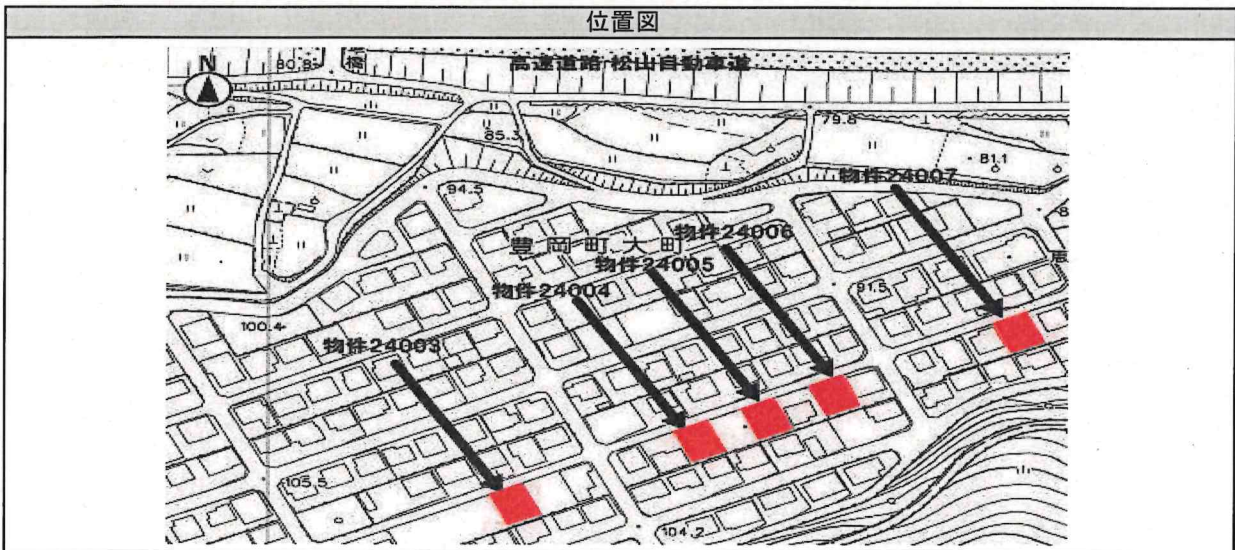 位置図
N
80.8
橋
高速道路 松山自動車道
85.3
79.8
81.1
94.5
物件24007
豊岡町大町
物件24006
物件24005
物件24004
91.5
恵
100.4
物件24003
105.5
104.2